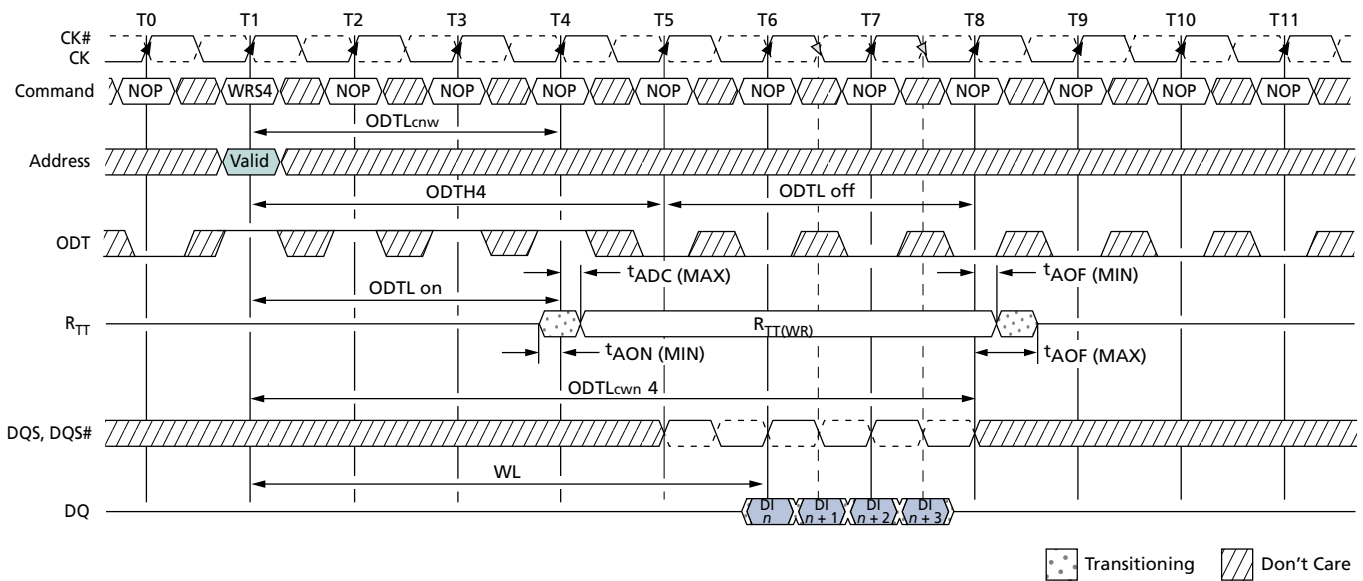 T0 T1 T2 T3 T4 T5 T6 T7 T8 T9 T10 T11
CK#
CK
Command NOP WRS4 NOP NOP NOP NOP NOP NOP NOP NOP NOP NOP
ODTLcnw
Address Valid
ODTH4 ODTL off
ODT
tADC (MAX) tAOF (MIN)
ODTL on
RTT RTT(WR)
tAON (MIN) tAOF (MAX)
ODTLcwn 4
DQS, DQS#
WL
DQ DI n DI n + 1 DI n + 2 DI n + 3
Transitioning Don't Care